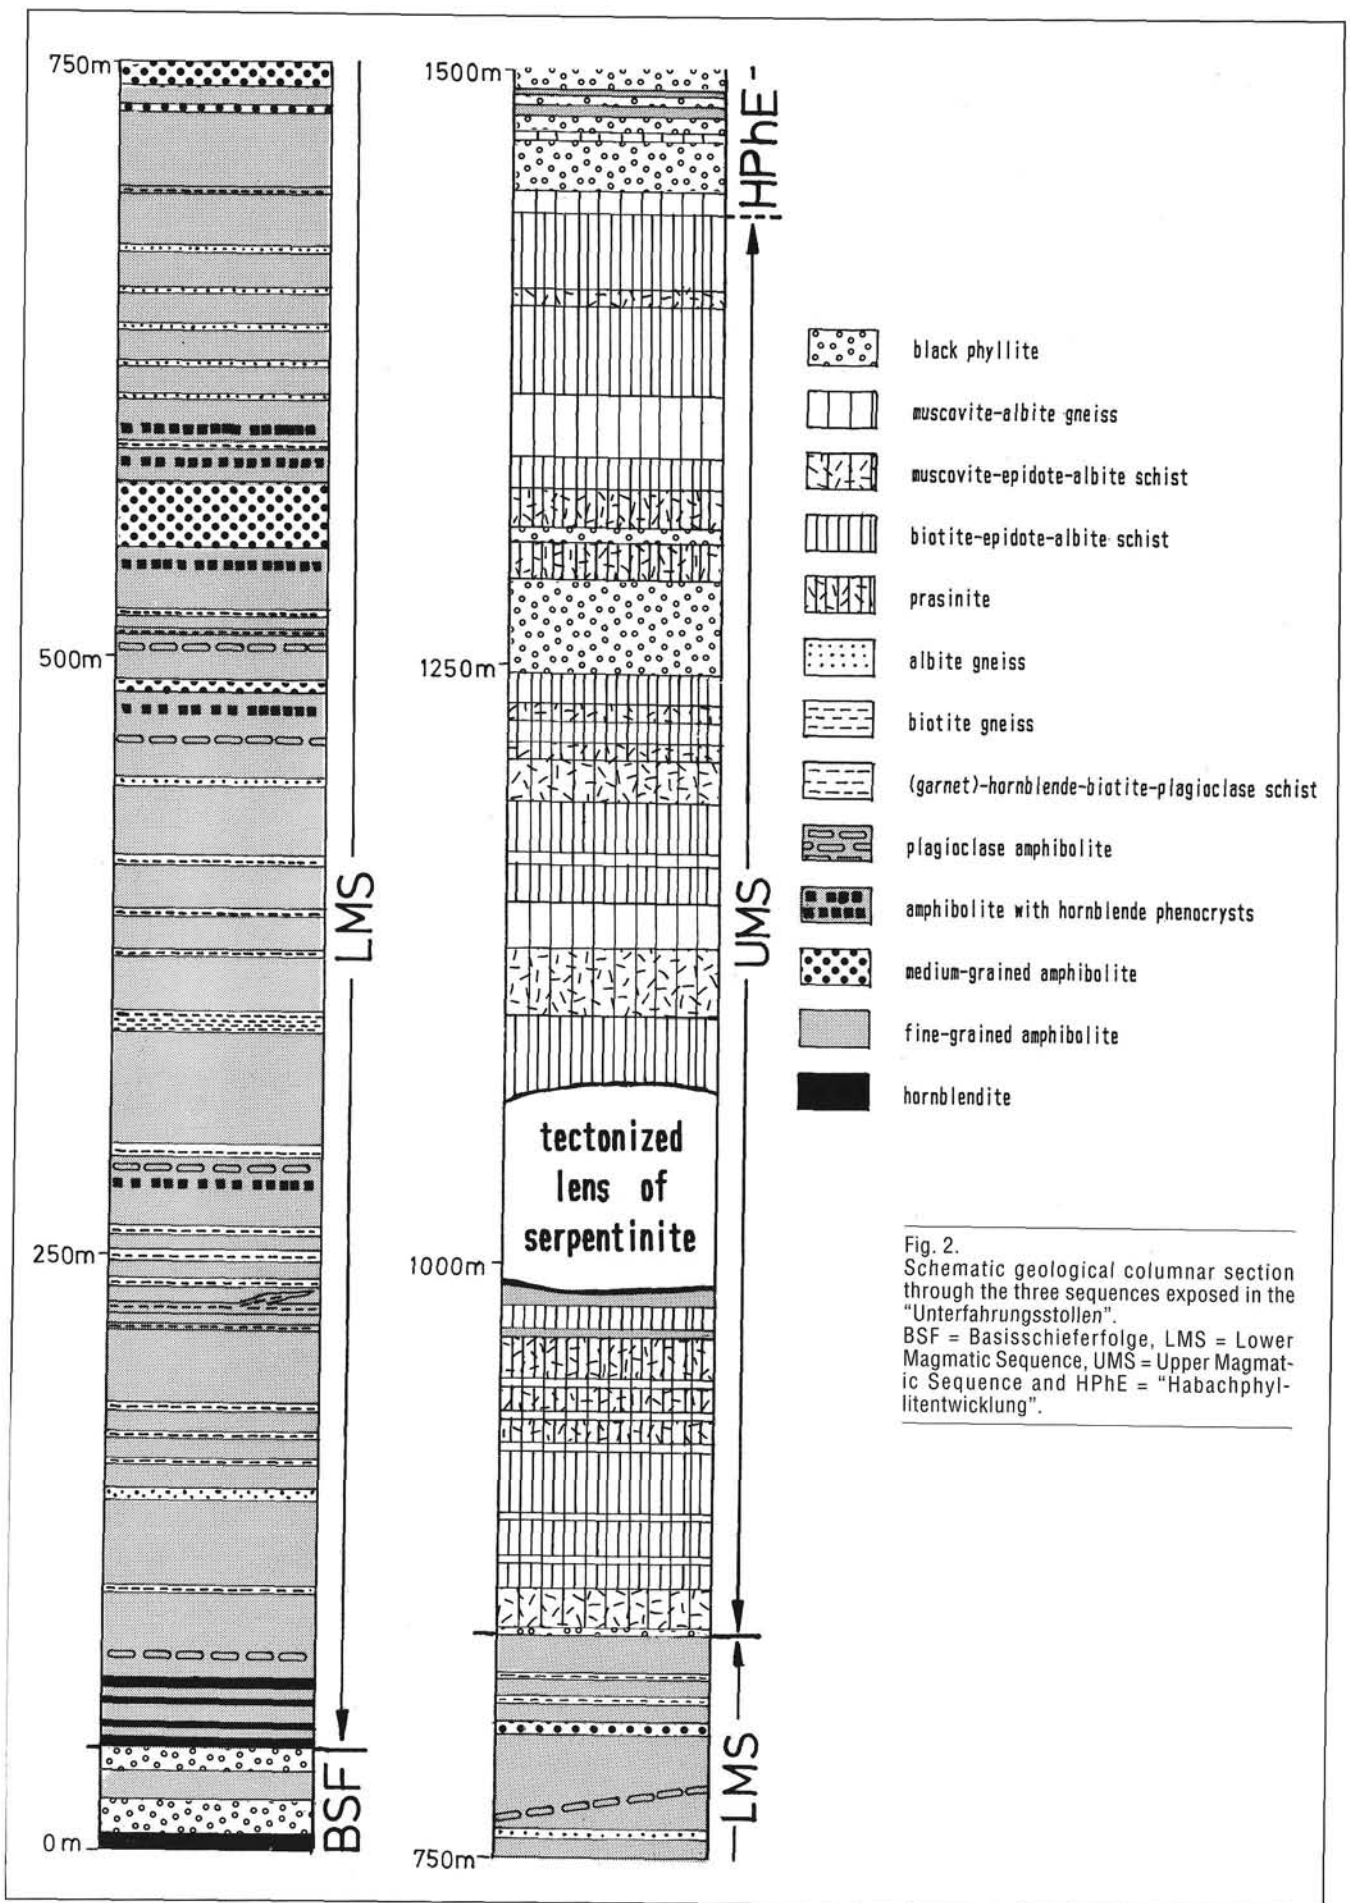 750m
500m
250m
0m
LMS
BSF
1500m
1250m
1000m
750m
HPhE
UMS
LMS
tectonized
lens of
serpentinite
black phyllite
muscovite-albite gneiss
muscovite-epidote-albite schist
biotite-epidote-albite schist
prasinite
albite gneiss
biotite gneiss
(garnet)-hornblende-biotite-plagioclase schist
plagioclase amphibolite
amphibolite with hornblende phenocrysts
medium-grained amphibolite
fine-grained amphibolite
hornblendite
Fig. 2.
Schematic geological columnar section
through the three sequences exposed in the
"Unterfahrungsstollen".
BSF = Basisschieferfolge, LMS = Lower
Magmatic Sequence, UMS = Upper Magmat-
ic Sequence and HPhE = "Habachphyl-
litentwicklung".